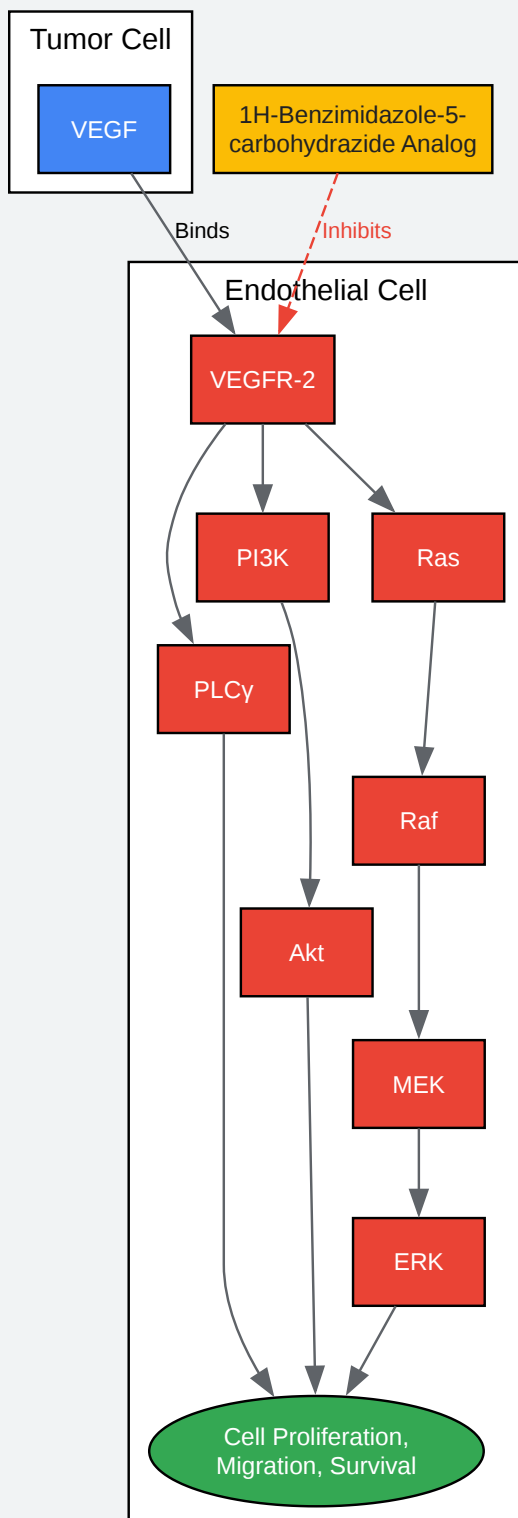 Tumor Cell
VEGF
1H-Benzimidazole-5-
carbohydrazide Analog
Binds
Inhibits
Endothelial Cell
VEGFR-2
PI3K
Ras
PLCγ
Raf
Akt
MEK
ERK
Cell Proliferation,
Migration, Survival